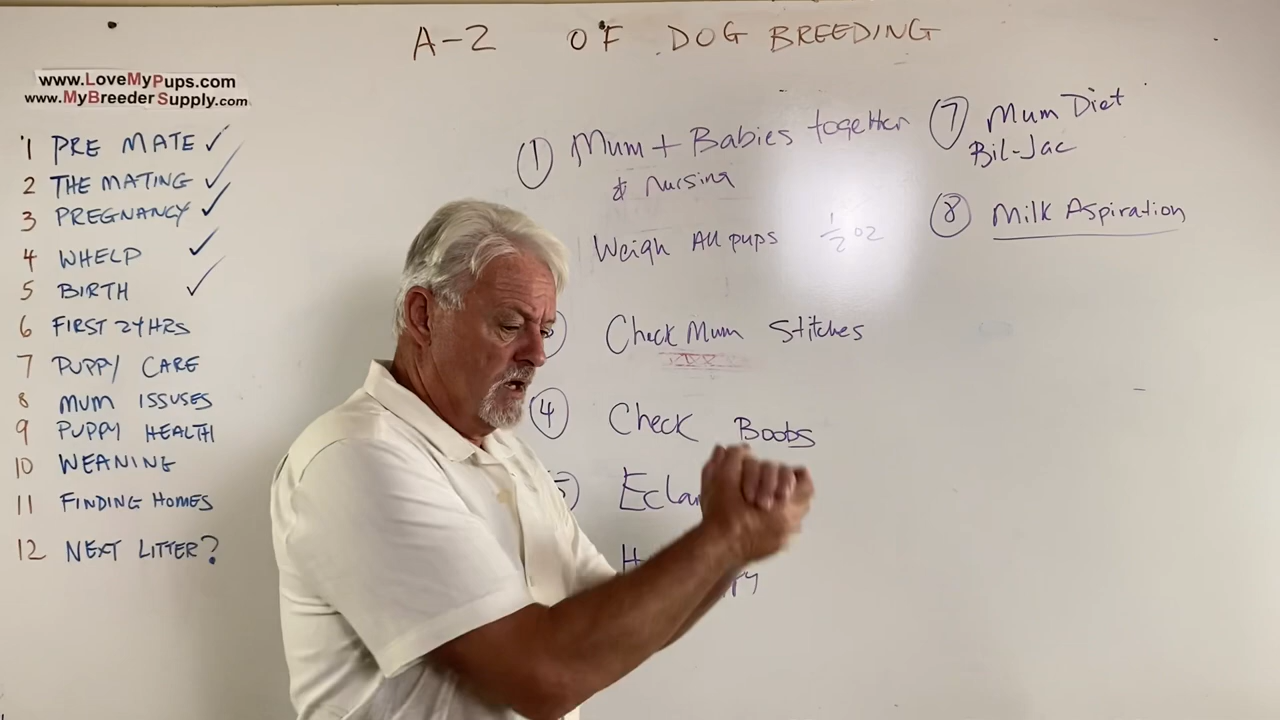 A-Z OF DOG BREEDING
www.LoveMyPups.com
www.MyBreederSupply.com
1 PRE MATE ✓
2 THE MATING ✓
3 PREGNANCY ✓
4 WHELP ✓
5 BIRTH ✓
6 FIRST 24HRS
7 PUPPY CARE
8 MUM ISSUSES
9 PUPPY HEALTH
10 WEANING
11 FINDING HOMES
12 NEXT LITTER?
1 Mum + Babies together
& Nursing
Weigh All pups 1/2 oz
Check Mum Stitches
4 Check Boobs
5
7 Mum Diet
Bil-Jac
8 Milk Aspiration